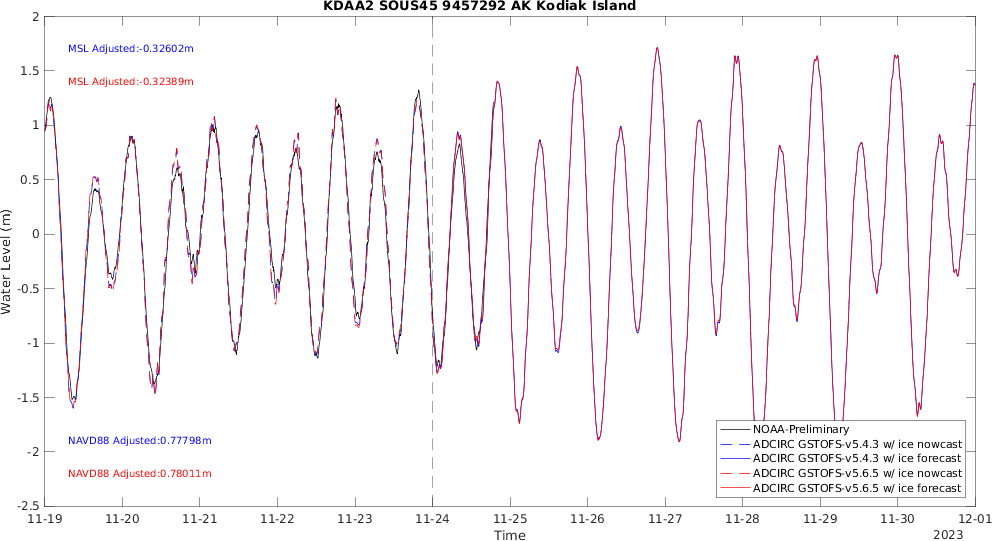 KDAA2 SOUS45 9457292 AK Kodiak Island
2
1.5
1
0.5
0
-0.5
-1
-1.5
-2
-2.5
Water Level (m)
MSL Adjusted:-0.32602m
MSL Adjusted:-0.32389m
NAVD88 Adjusted:0.77798m
NAVD88 Adjusted:0.78011m
NOAA-Preliminary
ADCIRC GSTOFS-v5.4.3 w/ ice nowcast
ADCIRC GSTOFS-v5.4.3 w/ ice forecast
ADCIRC GSTOFS-v5.6.5 w/ ice nowcast
ADCIRC GSTOFS-v5.6.5 w/ ice forecast
11-19 11-20 11-21 11-22 11-23 11-24 11-25 11-26 11-27 11-28 11-29 11-30 12-01
Time
2023